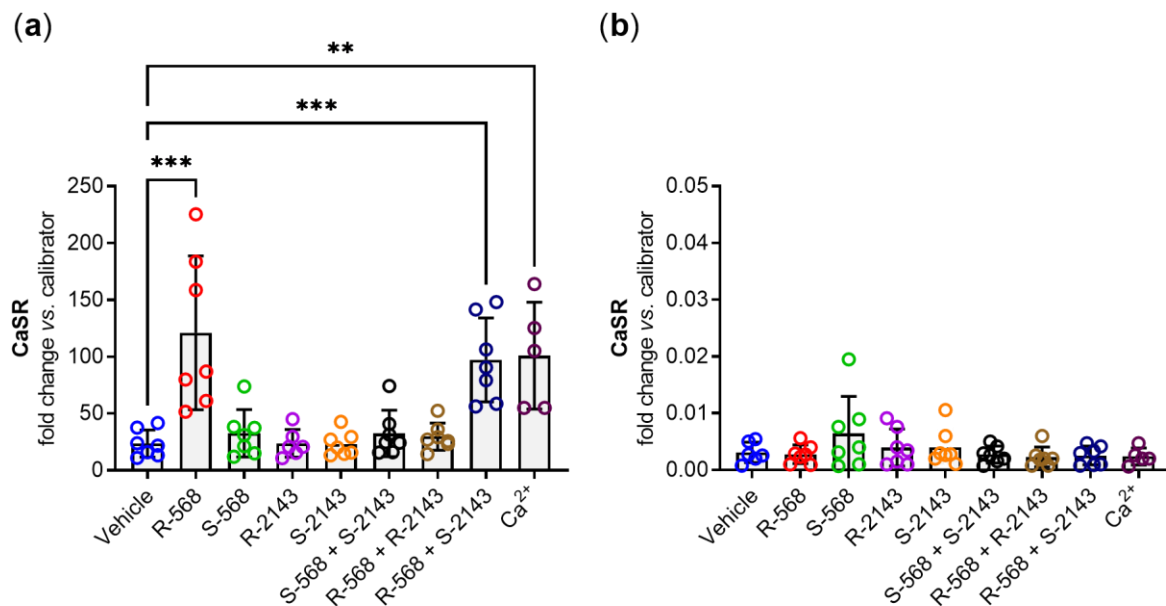 (a)
**
***
***
CaSR
fold change vs. calibrator
250
200
150
100
50
0
Vehicle
R-568
S-568
R-2143
S-2143
S-568 + S-2143
R-568 + R-2143
R-568 + S-2143
Ca²⁺
(b)
CaSR
fold change vs. calibrator
0.05
0.04
0.03
0.02
0.01
0.00
Vehicle
R-568
S-568
R-2143
S-2143
S-568 + S-2143
R-568 + R-2143
R-568 + S-2143
Ca²⁺